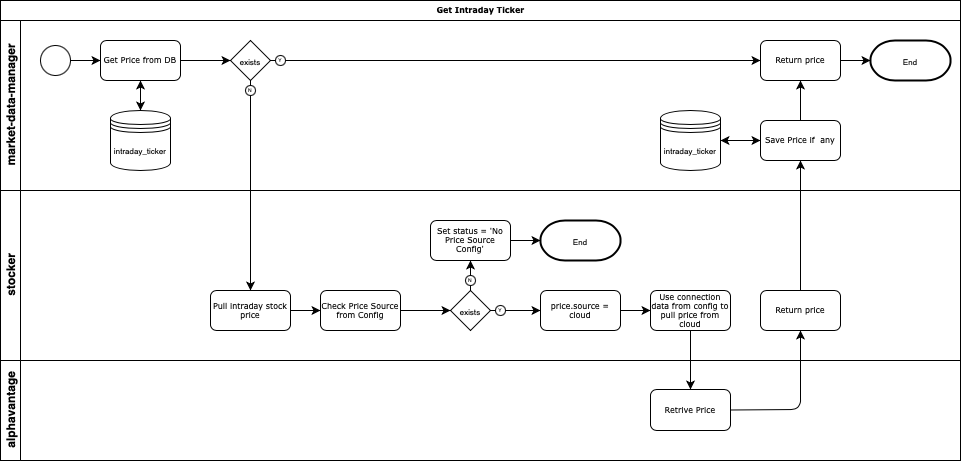 Get Intraday Ticker
market-data-manager
Get Price from DB
exists
Y
N
intraday_ticker
Return price
End
intraday_ticker
Save Price if any
stocker
Set status = 'No
Price Source
Config'
End
Pull intraday stock
price
Check Price Source
from Config
N
exists
Y
price.source =
cloud
Use connection
data from config to
pull price from
cloud
Return price
alphavantage
Retrive Price